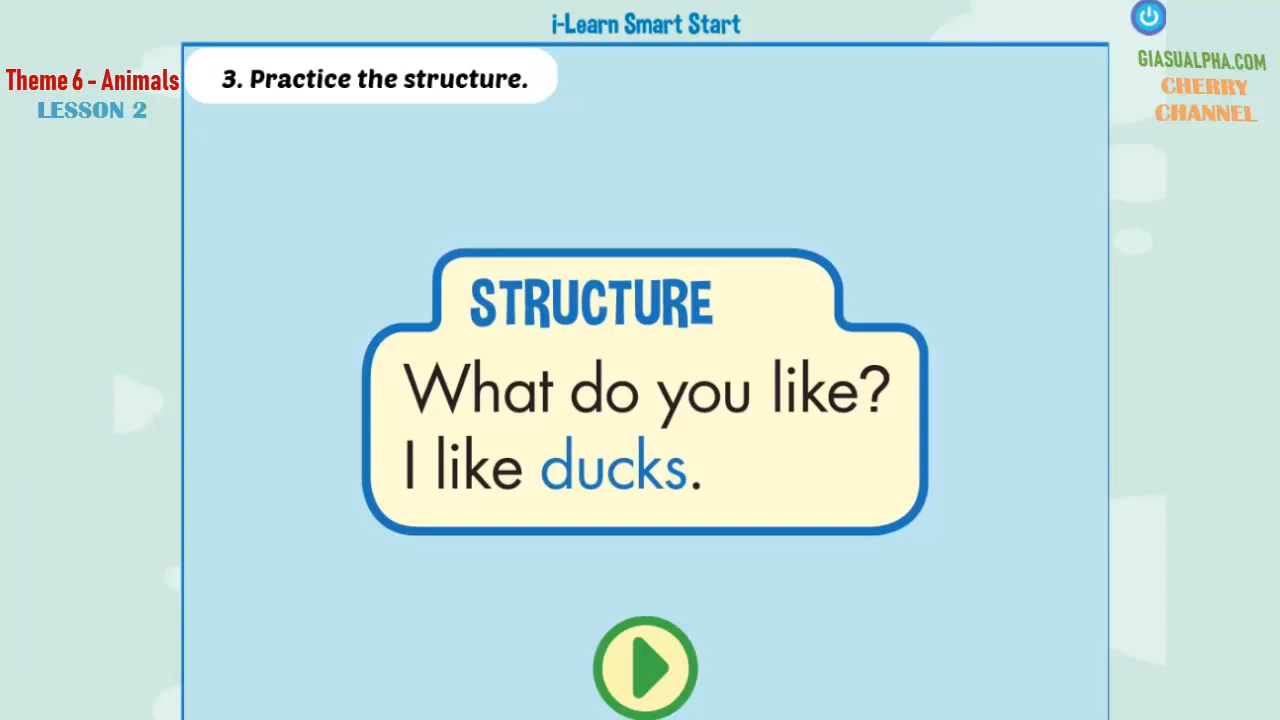 i-Learn Smart Start
GIASUALPHA.COM
CHERRY
CHANNEL
Theme 6 - Animals
LESSON 2
3. Practice the structure.
STRUCTURE
What do you like?
I like ducks.